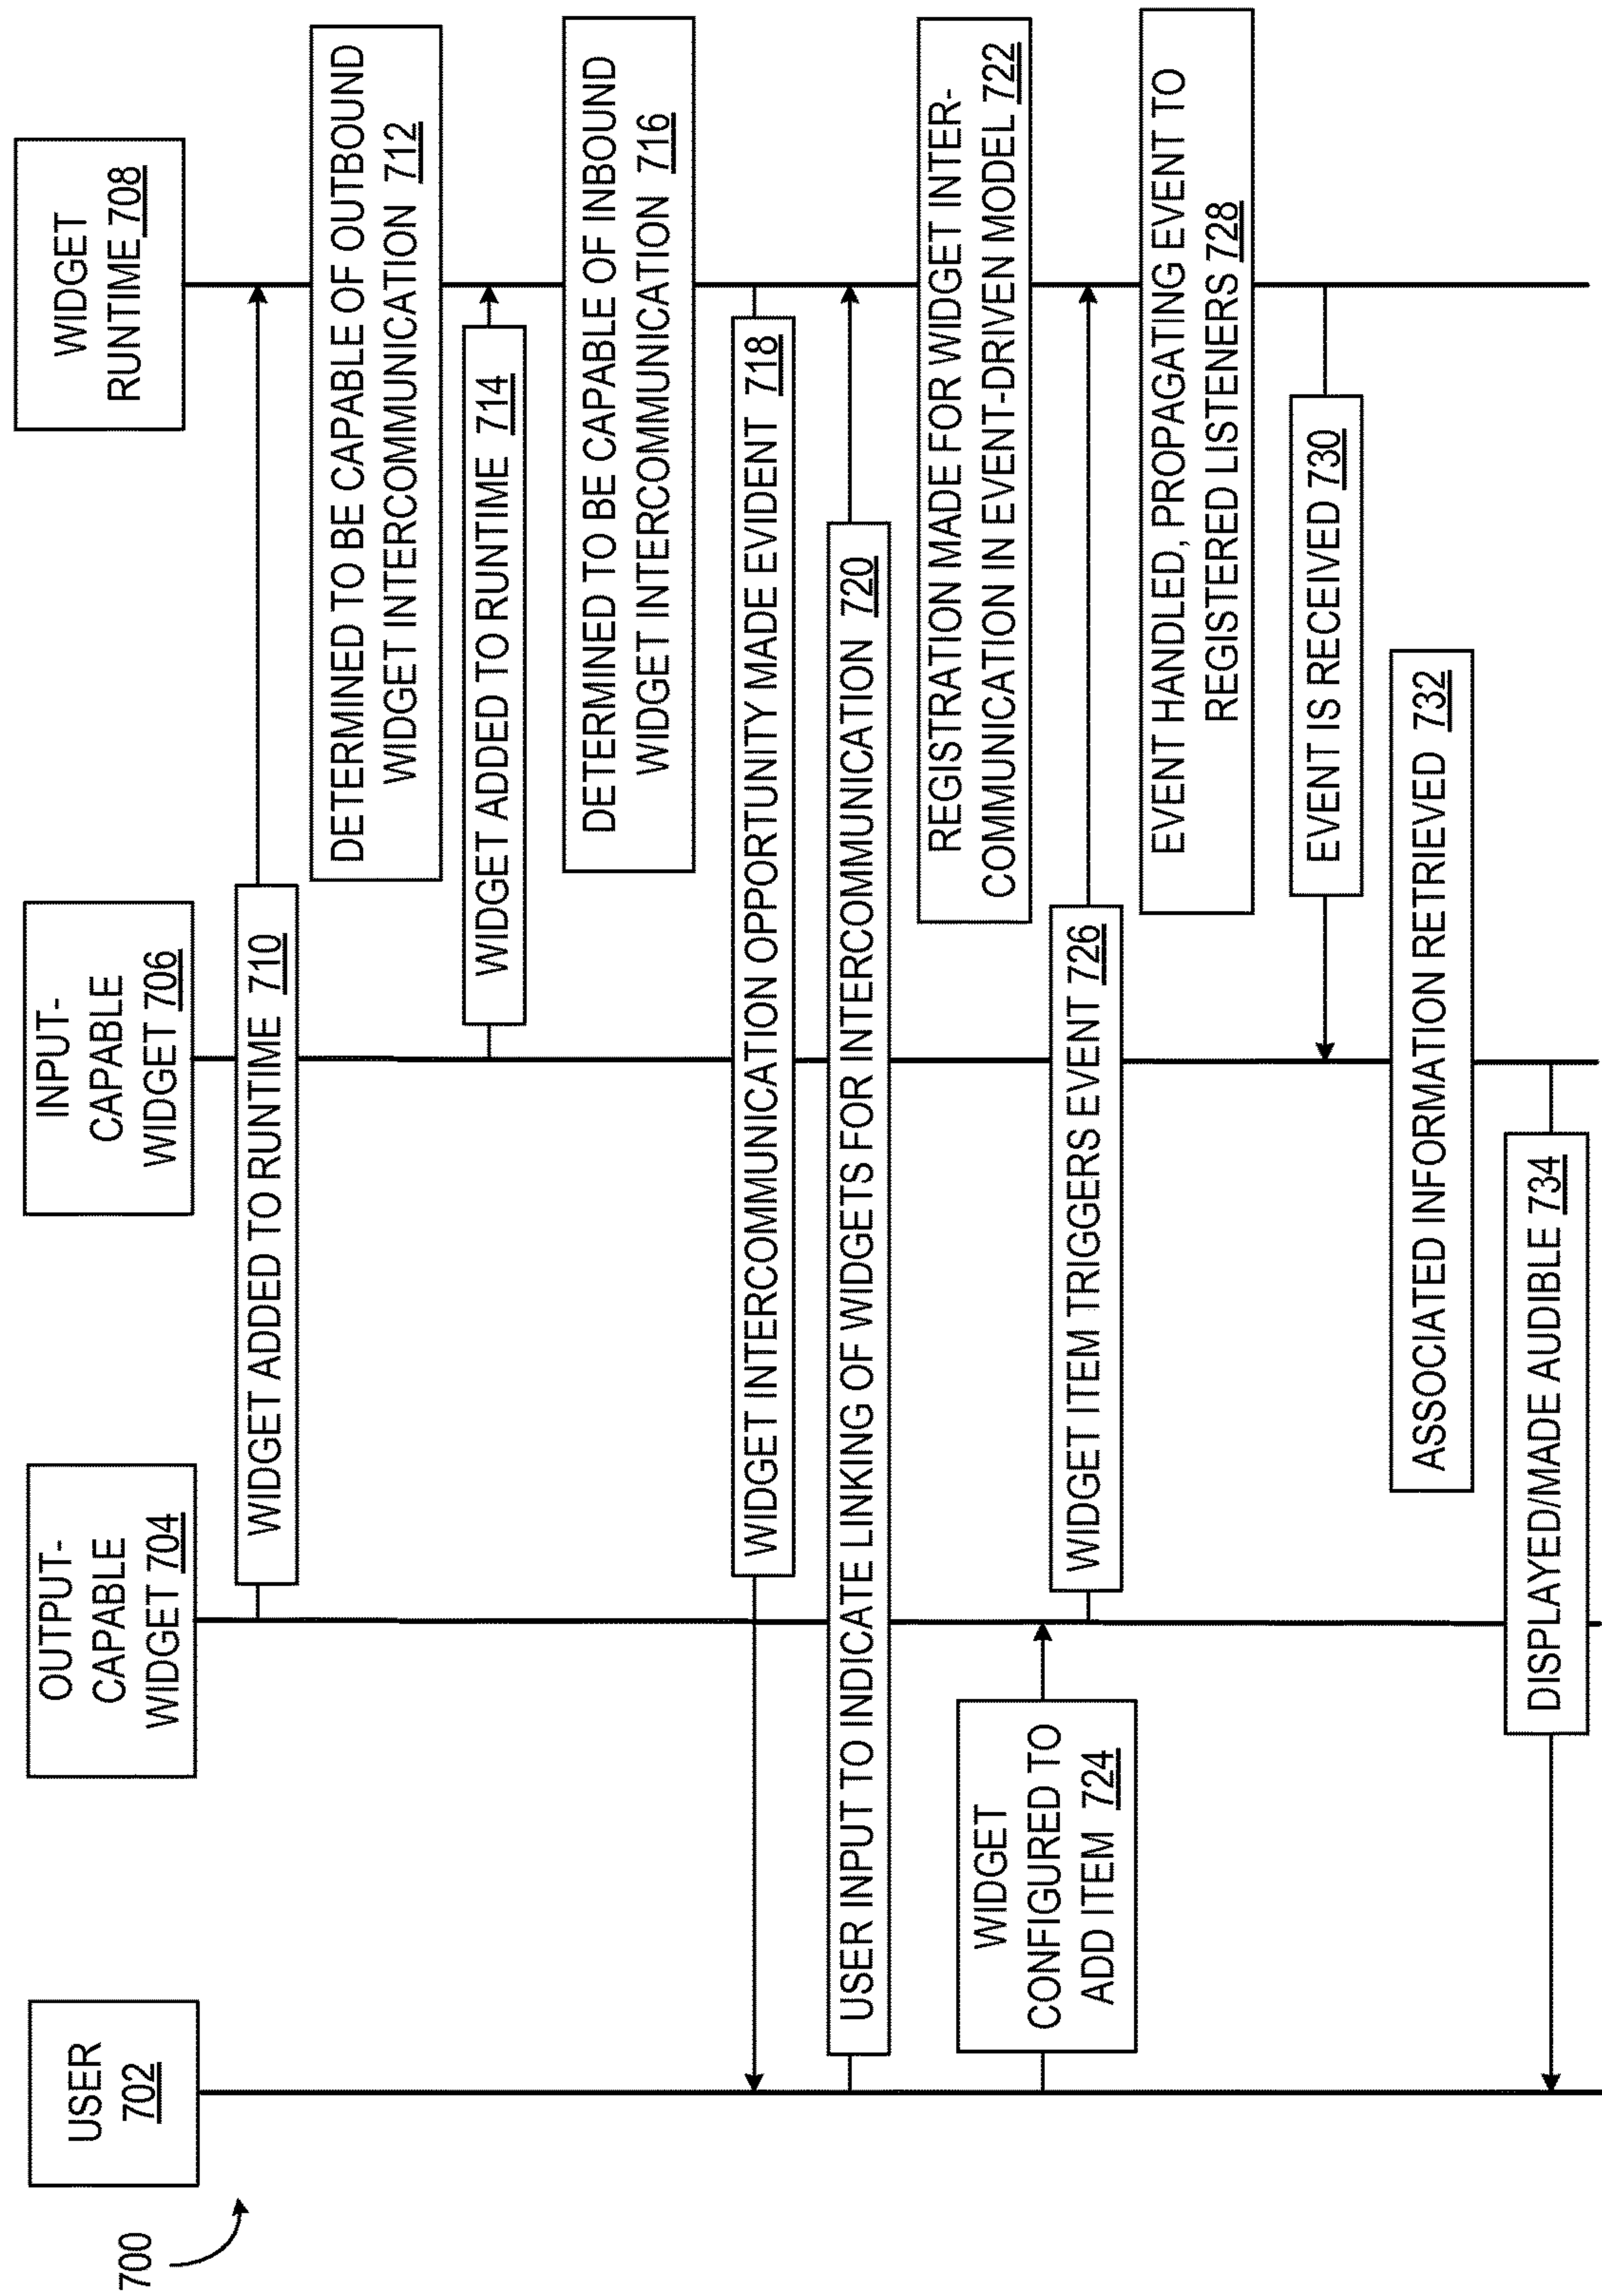 700
USER
702
OUTPUT-
CAPABLE
WIDGET 704
INPUT-
CAPABLE
WIDGET 706
WIDGET
RUNTIME 708
WIDGET ADDED TO RUNTIME 710
DETERMINED TO BE CAPABLE OF OUTBOUND
WIDGET INTERCOMMUNICATION 712
WIDGET ADDED TO RUNTIME 714
DETERMINED TO BE CAPABLE OF INBOUND
WIDGET INTERCOMMUNICATION 716
WIDGET INTERCOMMUNICATION OPPORTUNITY MADE EVIDENT 718
USER INPUT TO INDICATE LINKING OF WIDGETS FOR INTERCOMMUNICATION 720
REGISTRATION MADE FOR WIDGET INTER-
COMMUNICATION IN EVENT-DRIVEN MODEL 722
WIDGET
CONFIGURED TO
ADD ITEM 724
WIDGET ITEM TRIGGERS EVENT 726
EVENT HANDLED, PROPAGATING EVENT TO
REGISTERED LISTENERS 728
EVENT IS RECEIVED 730
ASSOCIATED INFORMATION RETRIEVED 732
DISPLAYED/MADE AUDIBLE 734